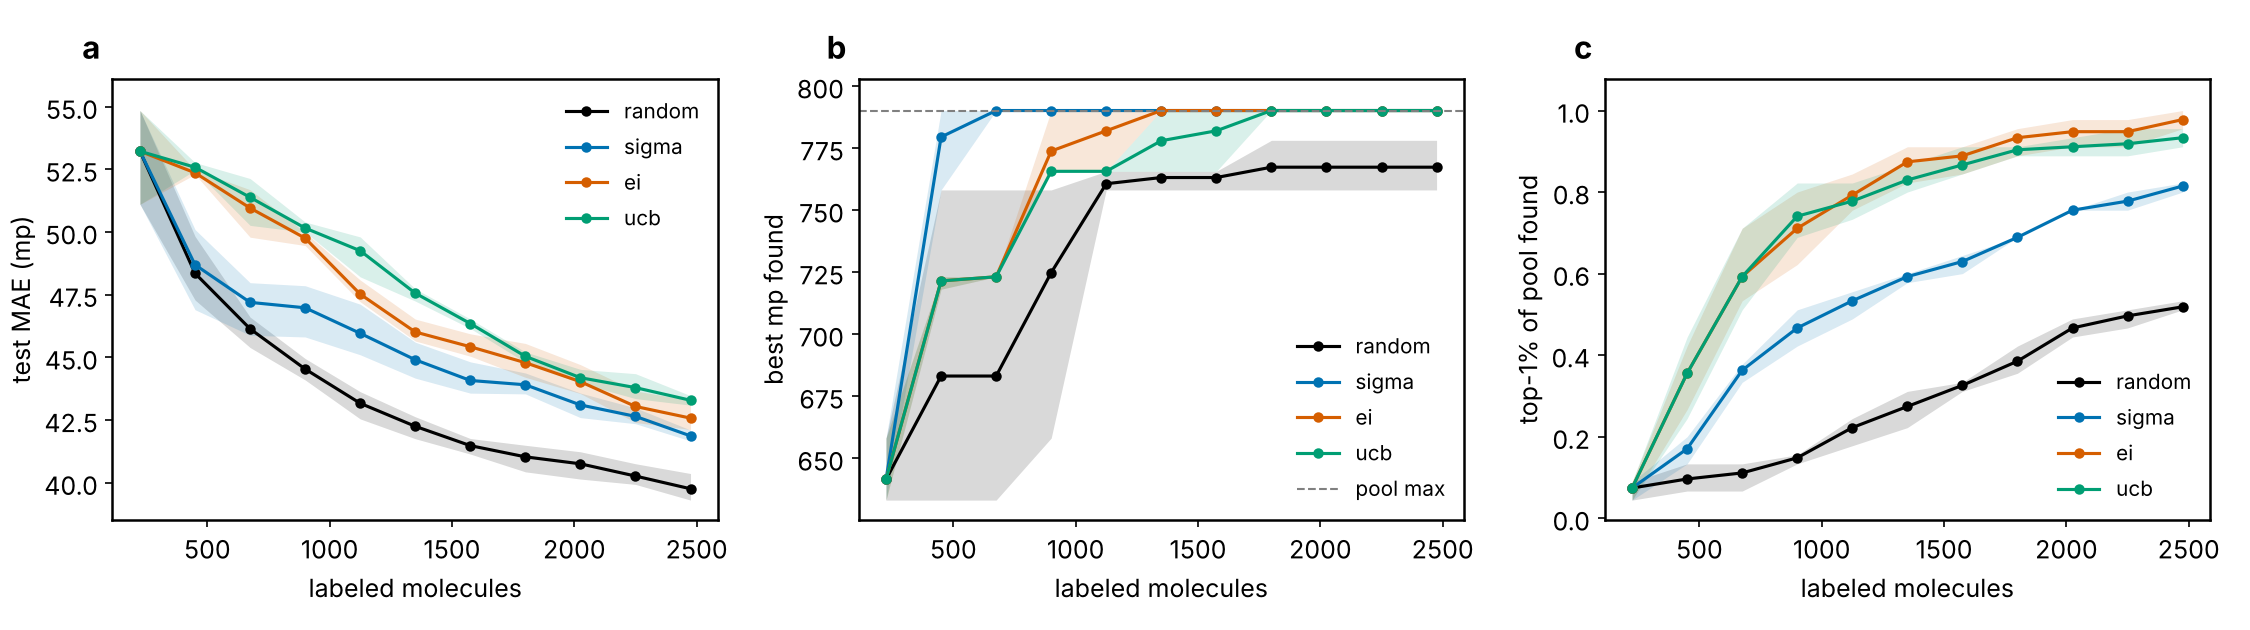 a
55.0
52.5
50.0
47.5
45.0
42.5
40.0
test MAE (mp)
random
sigma
ei
ucb
500 1000 1500 2000 2500
labeled molecules
b
800
775
750
725
700
675
650
best mp found
random
sigma
ei
ucb
pool max
500 1000 1500 2000 2500
labeled molecules
c
1.0
0.8
0.6
0.4
0.2
0.0
top-1% of pool found
random
sigma
ei
ucb
500 1000 1500 2000 2500
labeled molecules